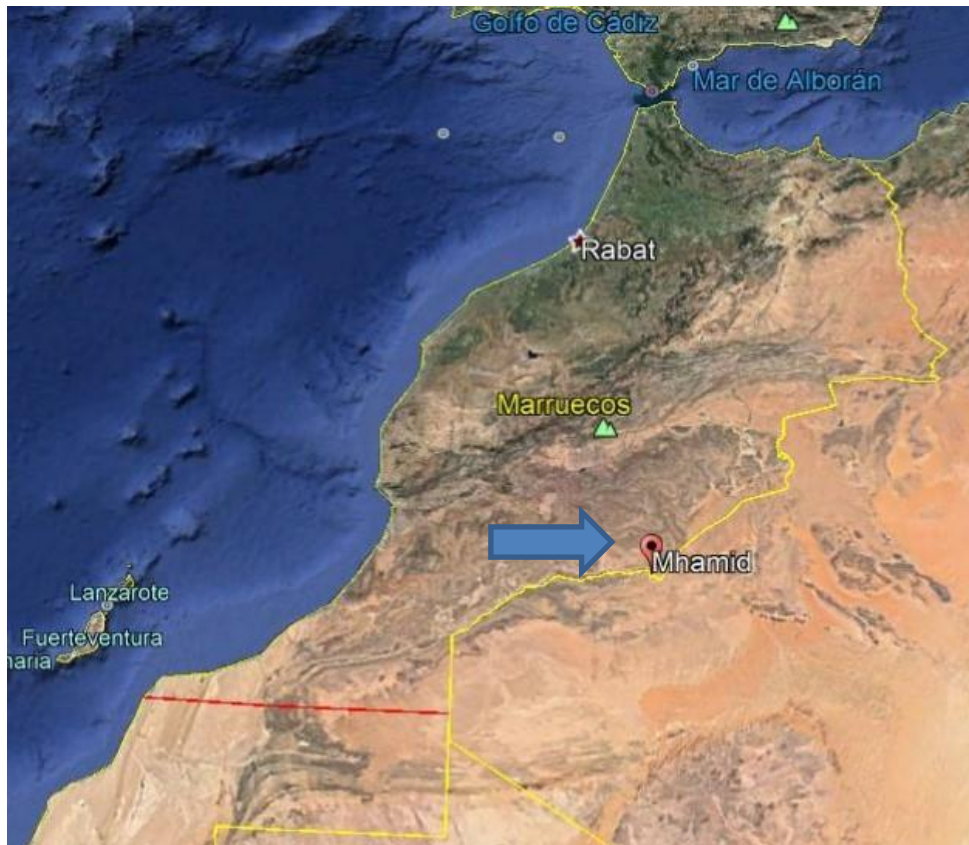 Golfo de Cádiz
Mar de Alborán
Rabat
Marruecos
Mhamid
Lanzarote
Fuerteventura
naria